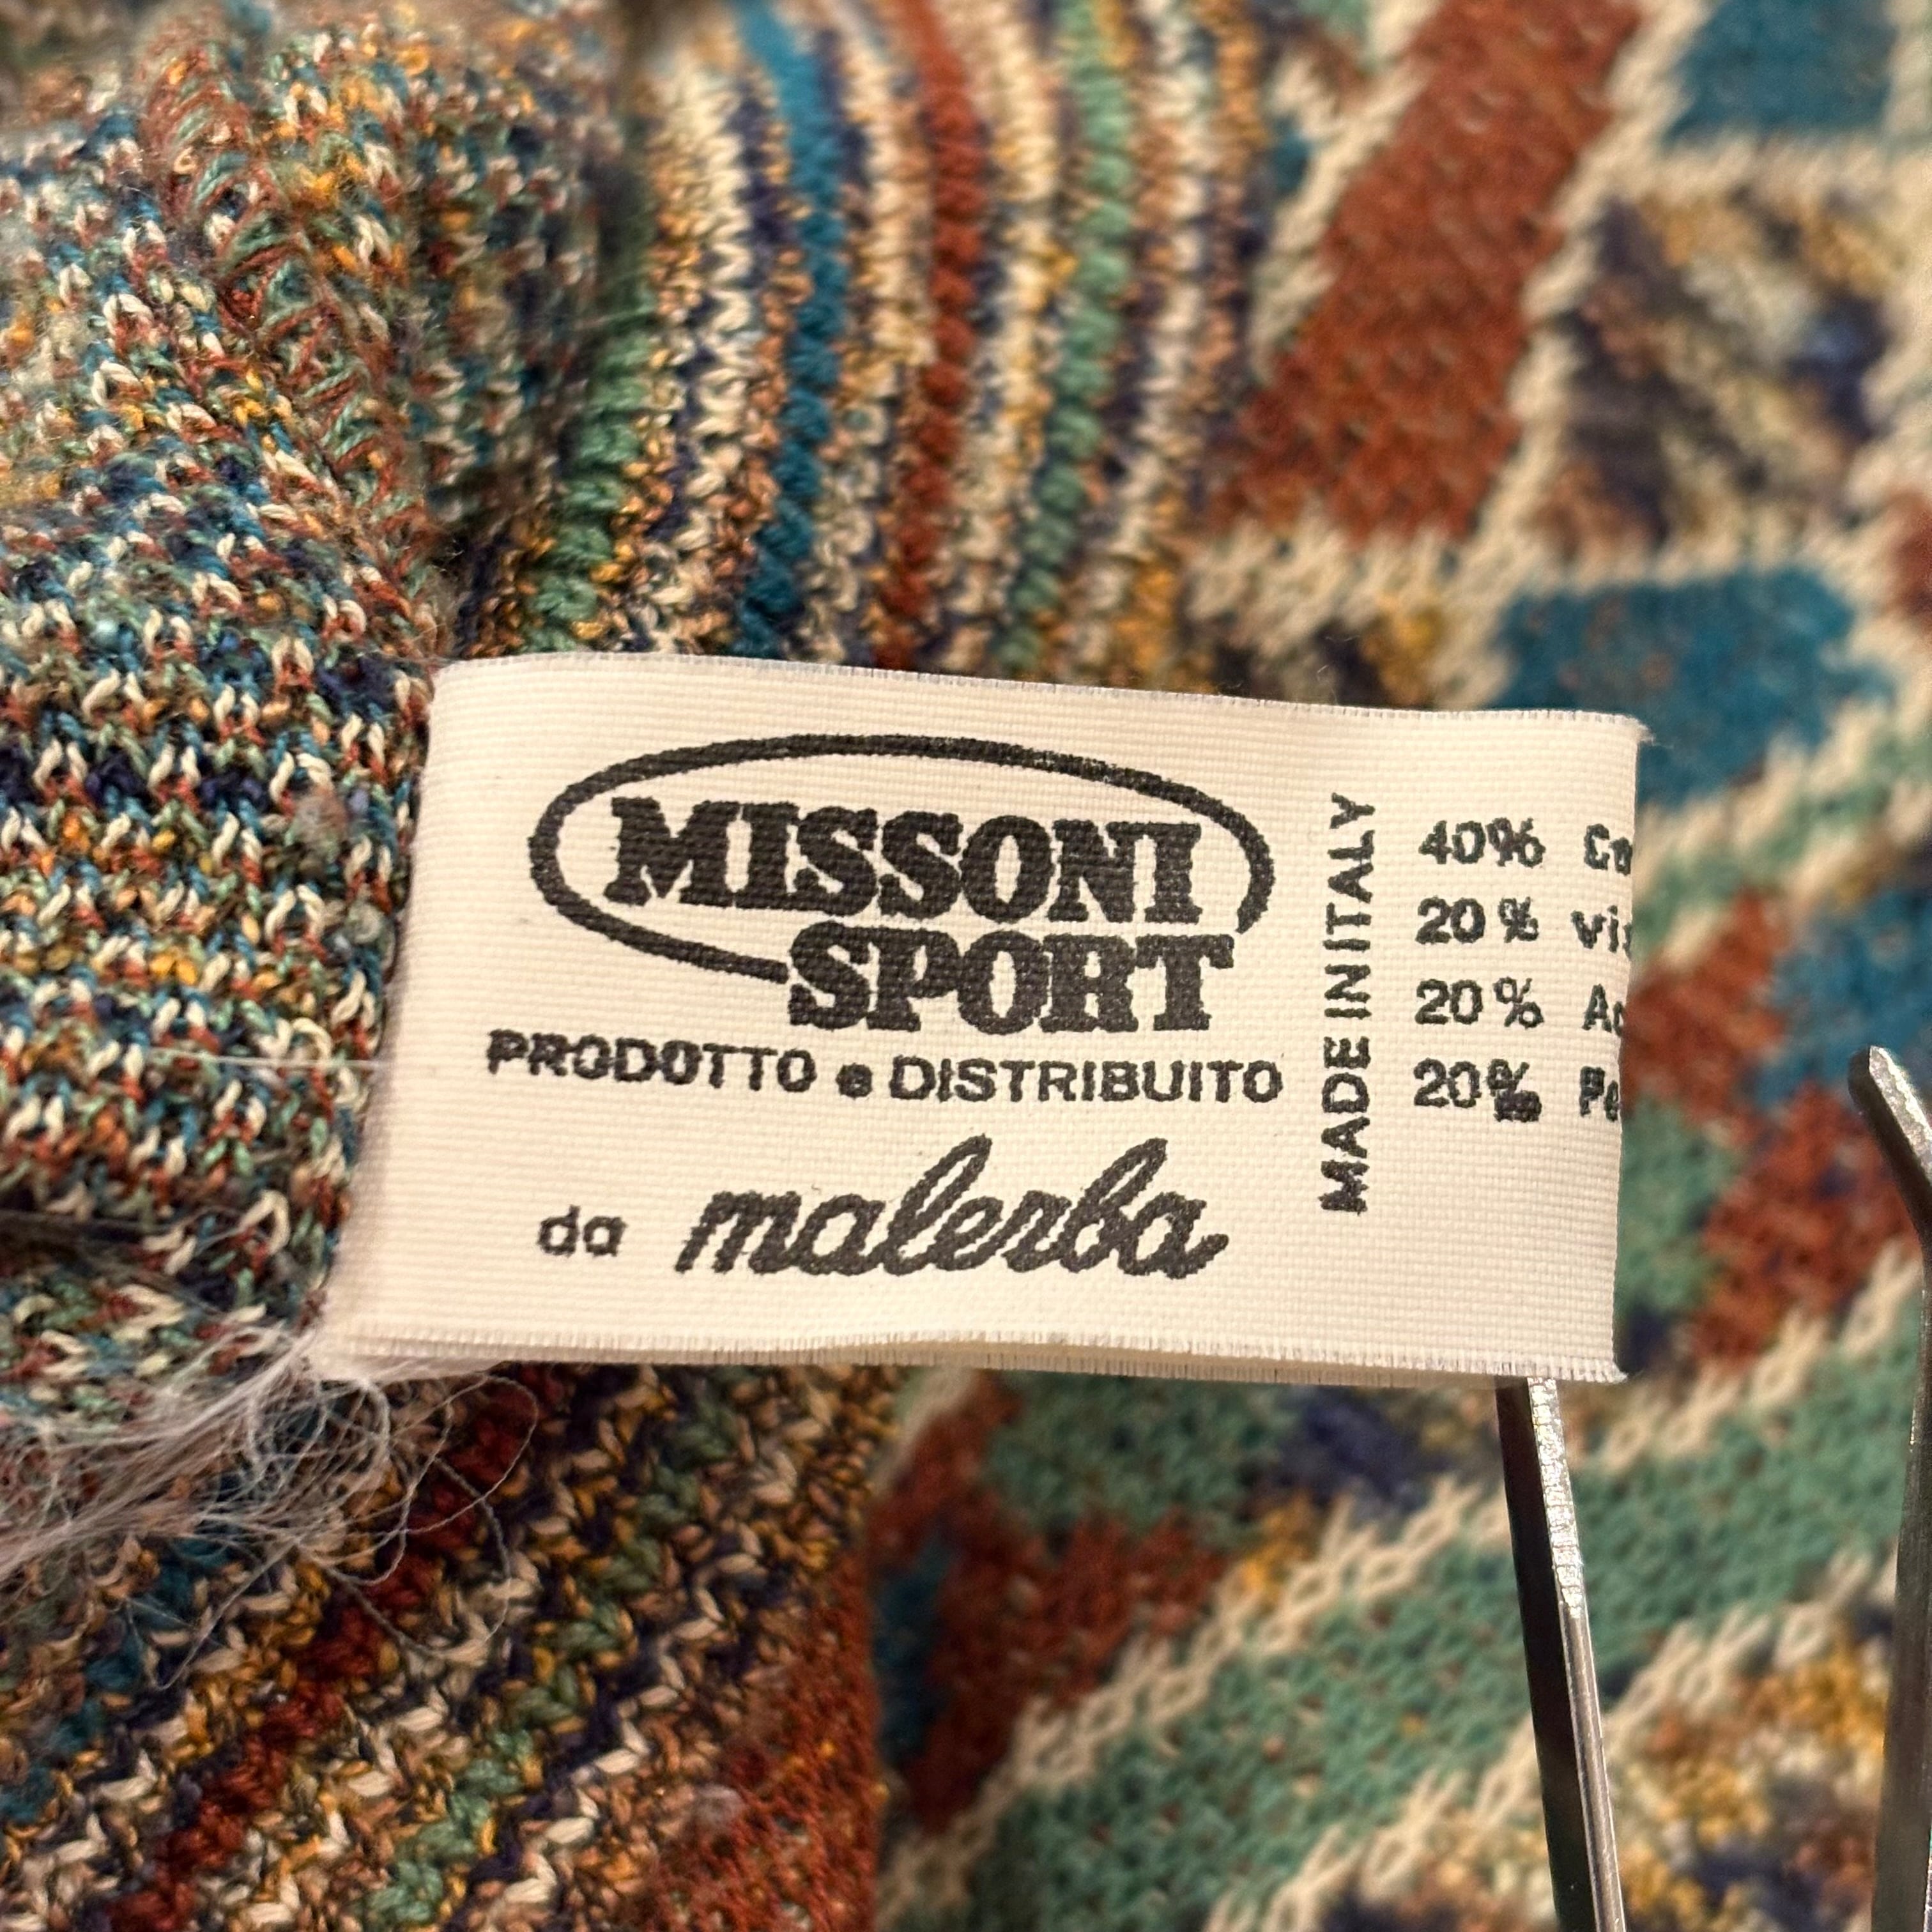 MISSONI
SPORT
PRODOTTO e DISTRIBUITO
da malerba
MADE IN ITALY
40%
20%
20%
20%